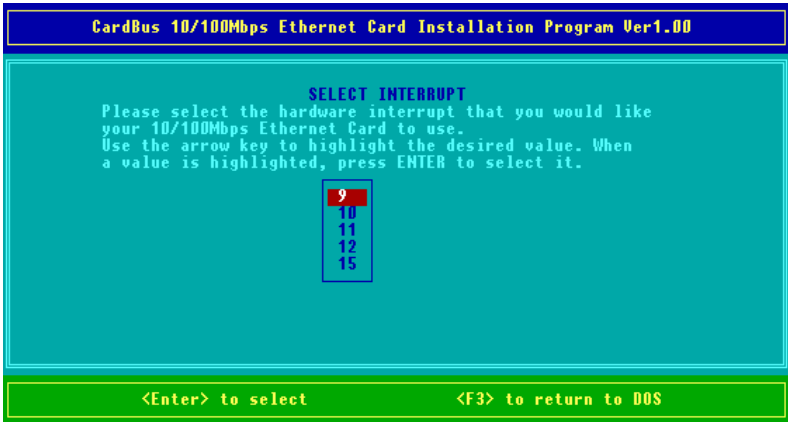 CardBus 10/100Mbps Ethernet Card Installation Program Ver1.00
SELECT INTERRUPT
Please select the hardware interrupt that you would like
your 10/100Mbps Ethernet Card to use.
Use the arrow key to highlight the desired value. When
a value is highlighted, press ENTER to select it.
9
10
11
12
15
<Enter> to select <F3> to return to DOS